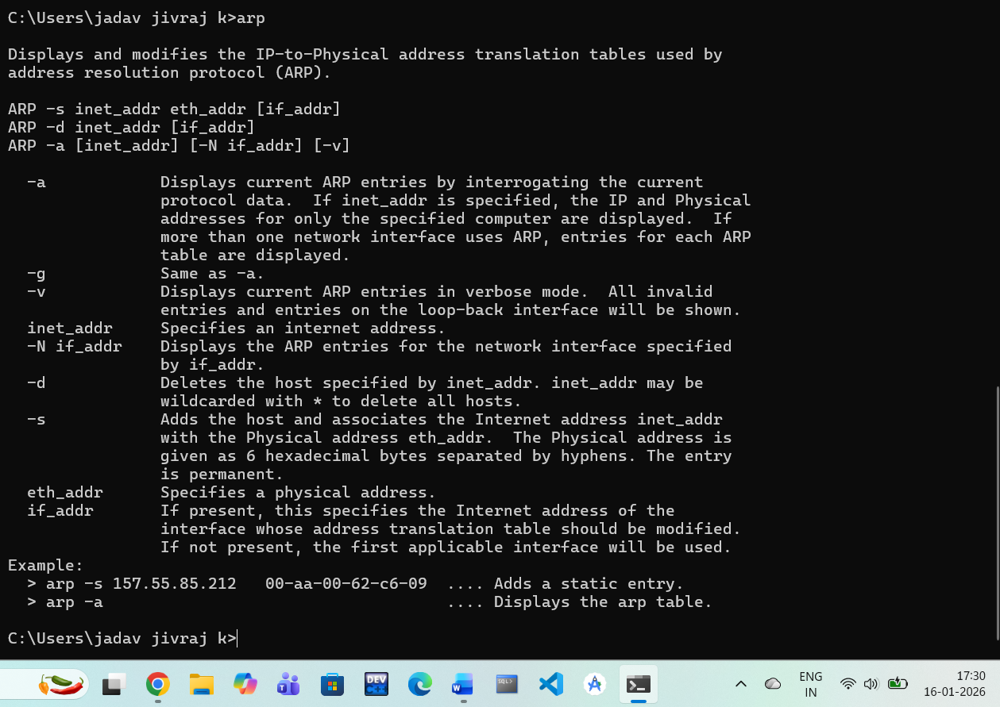 C:\Users\jadav jivraj k>arp
Displays and modifies the IP-to-Physical address translation tables used by
address resolution protocol (ARP).
ARP -s inet_addr eth_addr [if_addr]
ARP -d inet_addr [if_addr]
ARP -a [inet_addr] [-N if_addr] [-v]
-a            Displays current ARP entries by interrogating the current
protocol data.  If inet_addr is specified, the IP and Physical
addresses for only the specified computer are displayed.  If
more than one network interface uses ARP, entries for each ARP
table are displayed.
-g            Same as -a.
-v            Displays current ARP entries in verbose mode.  All invalid
entries and entries on the loop-back interface will be shown.
inet_addr     Specifies an internet address.
-N if_addr    Displays the ARP entries for the network interface specified
by if_addr.
-d            Deletes the host specified by inet_addr. inet_addr may be
wildcarded with * to delete all hosts.
-s            Adds the host and associates the Internet address inet_addr
with the Physical address eth_addr.  The Physical address is
given as 6 hexadecimal bytes separated by hyphens. The entry
is permanent.
eth_addr      Specifies a physical address.
if_addr       If present, this specifies the Internet address of the
interface whose address translation table should be modified.
If not present, the first applicable interface will be used.
Example:
> arp -s 157.55.85.212   00-aa-00-62-c6-09  .... Adds a static entry.
> arp -a                                    .... Displays the arp table.
C:\Users\jadav jivraj k>
DEV
C++
SQL>
W
T
ENG
IN
17:30
16-01-2026